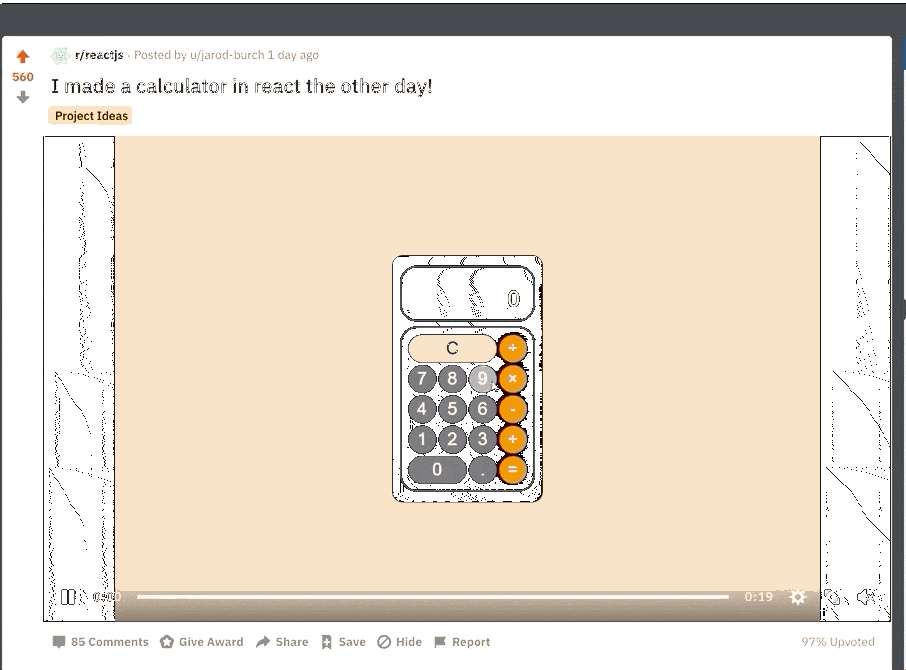 r/reactjs · Posted by u/jarod-burch 1 day ago
560
I made a calculator in react the other day!
Project Ideas
0
C ÷
7 8 9 ×
4 5 6 -
1 2 3 +
0 . =
0:00 0:19
85 Comments Give Award Share Save Hide Report 97% Upvoted